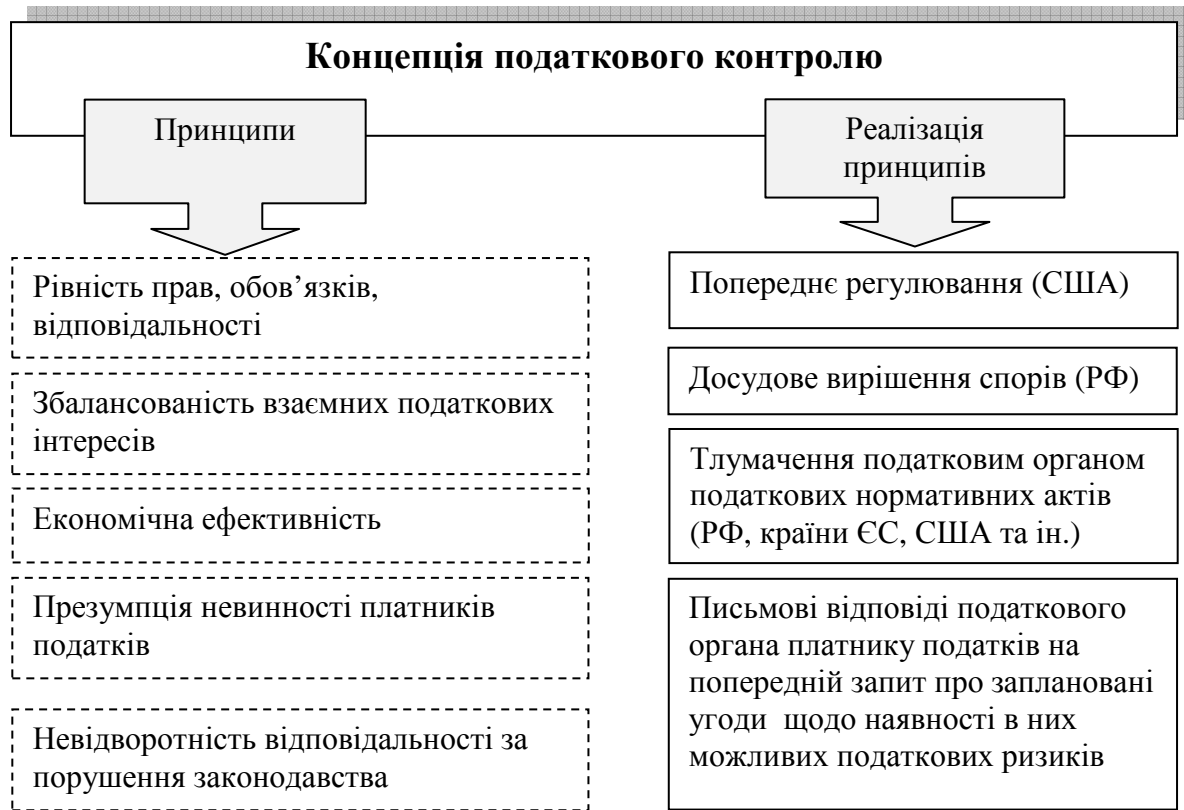 Концепція податкового контролю
Принципи
Рівність прав, обов’язків,
відповідальності
Збалансованість взаємних податкових
інтересів
Економічна ефективність
Презумпція невинності платників
податків
Невідворотність відповідальності за
порушення законодавства
Реалізація
принципів
Попереднє регулювання (США)
Досудове вирішення спорів (РФ)
Тлумачення податковим органом
податкових нормативних актів
(РФ, країни ЄС, США та ін.)
Письмові відповіді податкового
органа платнику податків на
попередній запит про заплановані
угоди щодо наявності в них
можливих податкових ризиків